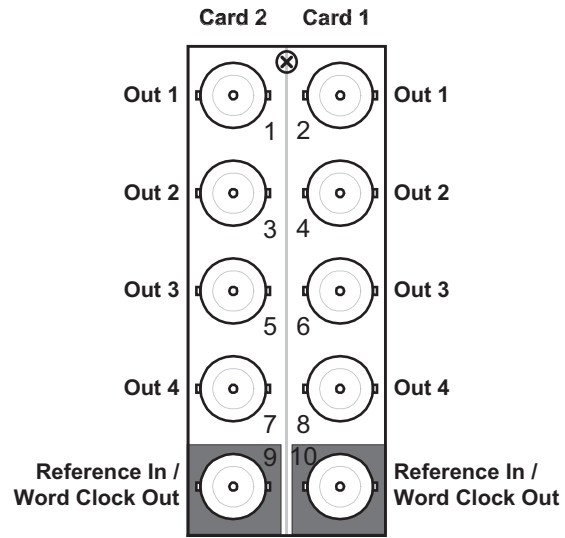 Card 2 Card 1
Out 1 1 2 Out 1
Out 2 3 4 Out 2
Out 3 5 6 Out 3
Out 4 7 8 Out 4
9 10
Reference In / Reference In /
Word Clock Out Word Clock Out